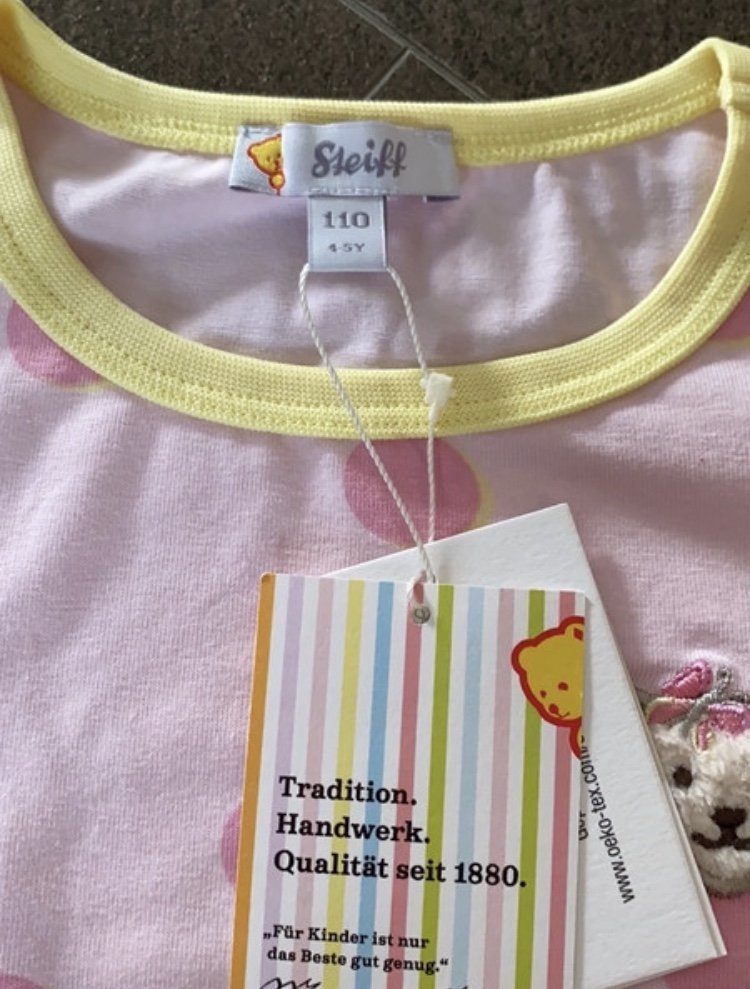 Steiff
110
4-5Y
Tradition.
Handwerk.
Qualität seit 1880.
„Für Kinder ist nur
das Beste gut genug.“
www.oeko-tex.com/